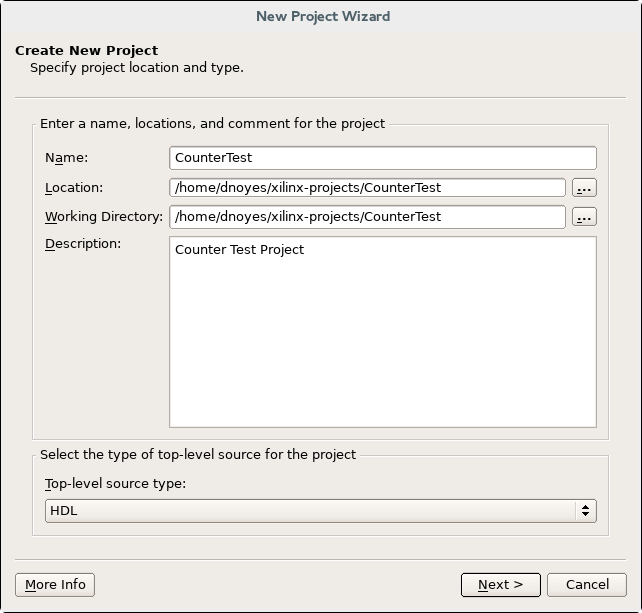 New Project Wizard
Create New Project
Specify project location and type.
Enter a name, locations, and comment for the project
Name: CounterTest
Location: /home/dnoyes/xilinx-projects/CounterTest ...
Working Directory: /home/dnoyes/xilinx-projects/CounterTest ...
Description: Counter Test Project
Select the type of top-level source for the project
Top-level source type:
HDL
More Info Next > Cancel